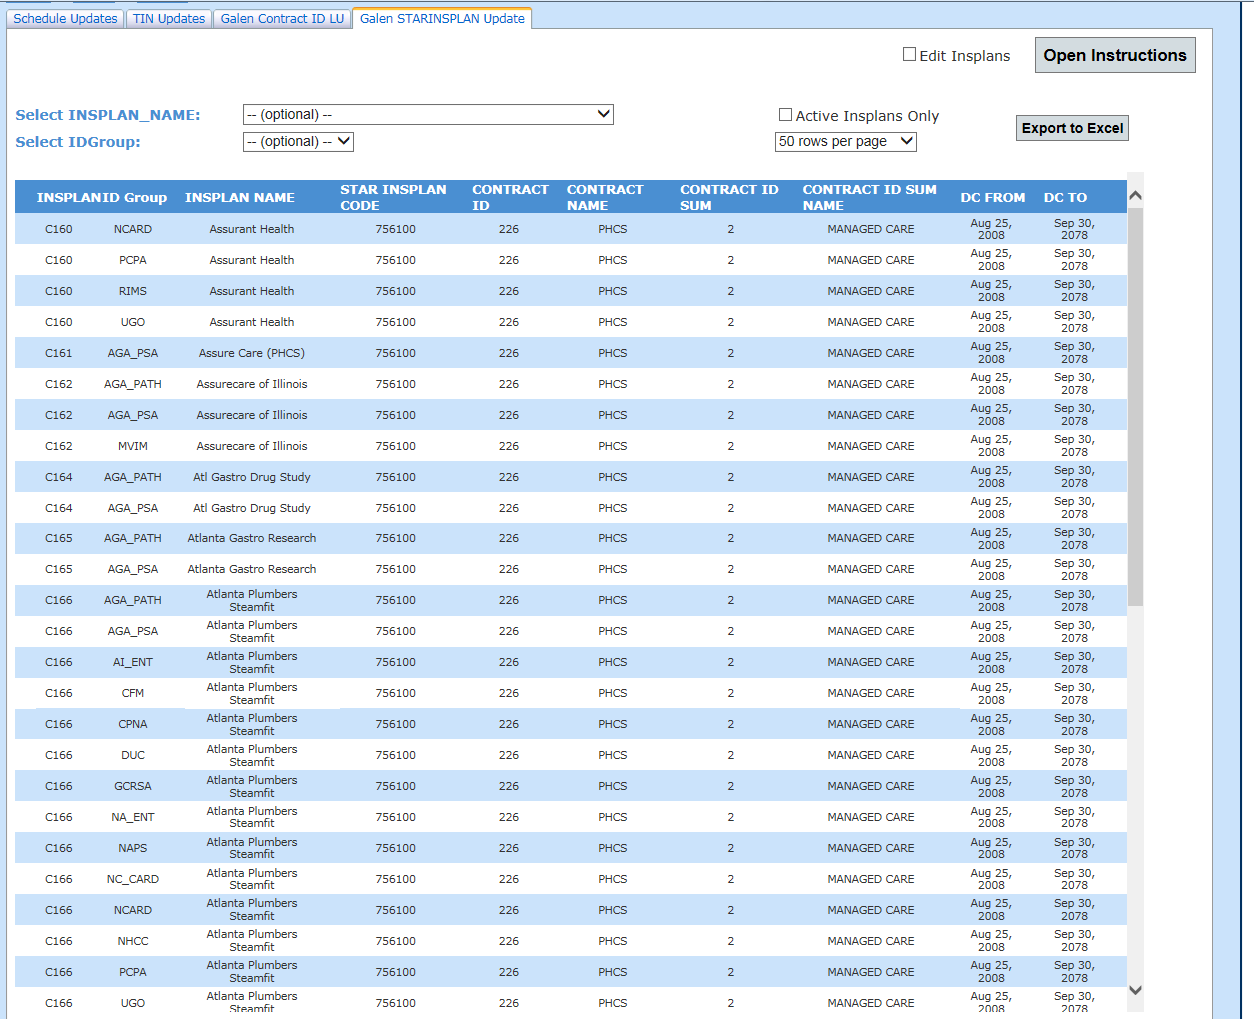 Schedule Updates TIN Updates Galen Contract ID LU Galen STARINSPLAN Update
Edit Insplans Open Instructions
Select INSPLAN_NAME: -- (optional) -- Active Insplans Only
Select IDGroup: -- (optional) -- 50 rows per page Export to Excel
INSPLANID Group INSPLAN NAME STAR INSPLAN CODE CONTRACT ID CONTRACT NAME CONTRACT ID SUM CONTRACT ID SUM NAME DC FROM DC TO
C160 NCARD Assurant Health 756100 226 PHCS 2 MANAGED CARE Aug 25, 2008 Sep 30, 2078
C160 PCPA Assurant Health 756100 226 PHCS 2 MANAGED CARE Aug 25, 2008 Sep 30, 2078
C160 RIMS Assurant Health 756100 226 PHCS 2 MANAGED CARE Aug 25, 2008 Sep 30, 2078
C160 UGO Assurant Health 756100 226 PHCS 2 MANAGED CARE Aug 25, 2008 Sep 30, 2078
C161 AGA_PSA Assure Care (PHCS) 756100 226 PHCS 2 MANAGED CARE Aug 25, 2008 Sep 30, 2078
C162 AGA_PATH Assurecare of Illinois 756100 226 PHCS 2 MANAGED CARE Aug 25, 2008 Sep 30, 2078
C162 AGA_PSA Assurecare of Illinois 756100 226 PHCS 2 MANAGED CARE Aug 25, 2008 Sep 30, 2078
C162 MVIM Assurecare of Illinois 756100 226 PHCS 2 MANAGED CARE Aug 25, 2008 Sep 30, 2078
C164 AGA_PATH Atl Gastro Drug Study 756100 226 PHCS 2 MANAGED CARE Aug 25, 2008 Sep 30, 2078
C164 AGA_PSA Atl Gastro Drug Study 756100 226 PHCS 2 MANAGED CARE Aug 25, 2008 Sep 30, 2078
C165 AGA_PATH Atlanta Gastro Research 756100 226 PHCS 2 MANAGED CARE Aug 25, 2008 Sep 30, 2078
C165 AGA_PSA Atlanta Gastro Research 756100 226 PHCS 2 MANAGED CARE Aug 25, 2008 Sep 30, 2078
C166 AGA_PATH Atlanta Plumbers Steamfit 756100 226 PHCS 2 MANAGED CARE Aug 25, 2008 Sep 30, 2078
C166 AGA_PSA Atlanta Plumbers Steamfit 756100 226 PHCS 2 MANAGED CARE Aug 25, 2008 Sep 30, 2078
C166 AI_ENT Atlanta Plumbers Steamfit 756100 226 PHCS 2 MANAGED CARE Aug 25, 2008 Sep 30, 2078
C166 CFM Atlanta Plumbers Steamfit 756100 226 PHCS 2 MANAGED CARE Aug 25, 2008 Sep 30, 2078
C166 CPNA Atlanta Plumbers Steamfit 756100 226 PHCS 2 MANAGED CARE Aug 25, 2008 Sep 30, 2078
C166 DUC Atlanta Plumbers Steamfit 756100 226 PHCS 2 MANAGED CARE Aug 25, 2008 Sep 30, 2078
C166 GCRSA Atlanta Plumbers Steamfit 756100 226 PHCS 2 MANAGED CARE Aug 25, 2008 Sep 30, 2078
C166 NA_ENT Atlanta Plumbers Steamfit 756100 226 PHCS 2 MANAGED CARE Aug 25, 2008 Sep 30, 2078
C166 NAPS Atlanta Plumbers Steamfit 756100 226 PHCS 2 MANAGED CARE Aug 25, 2008 Sep 30, 2078
C166 NC_CARD Atlanta Plumbers Steamfit 756100 226 PHCS 2 MANAGED CARE Aug 25, 2008 Sep 30, 2078
C166 NCARD Atlanta Plumbers Steamfit 756100 226 PHCS 2 MANAGED CARE Aug 25, 2008 Sep 30, 2078
C166 NHCC Atlanta Plumbers Steamfit 756100 226 PHCS 2 MANAGED CARE Aug 25, 2008 Sep 30, 2078
C166 PCPA Atlanta Plumbers Steamfit 756100 226 PHCS 2 MANAGED CARE Aug 25, 2008 Sep 30, 2078
C166 UGO Atlanta Plumbers Steamfit 756100 226 PHCS 2 MANAGED CARE Aug 25, 2008 Sep 30, 2078